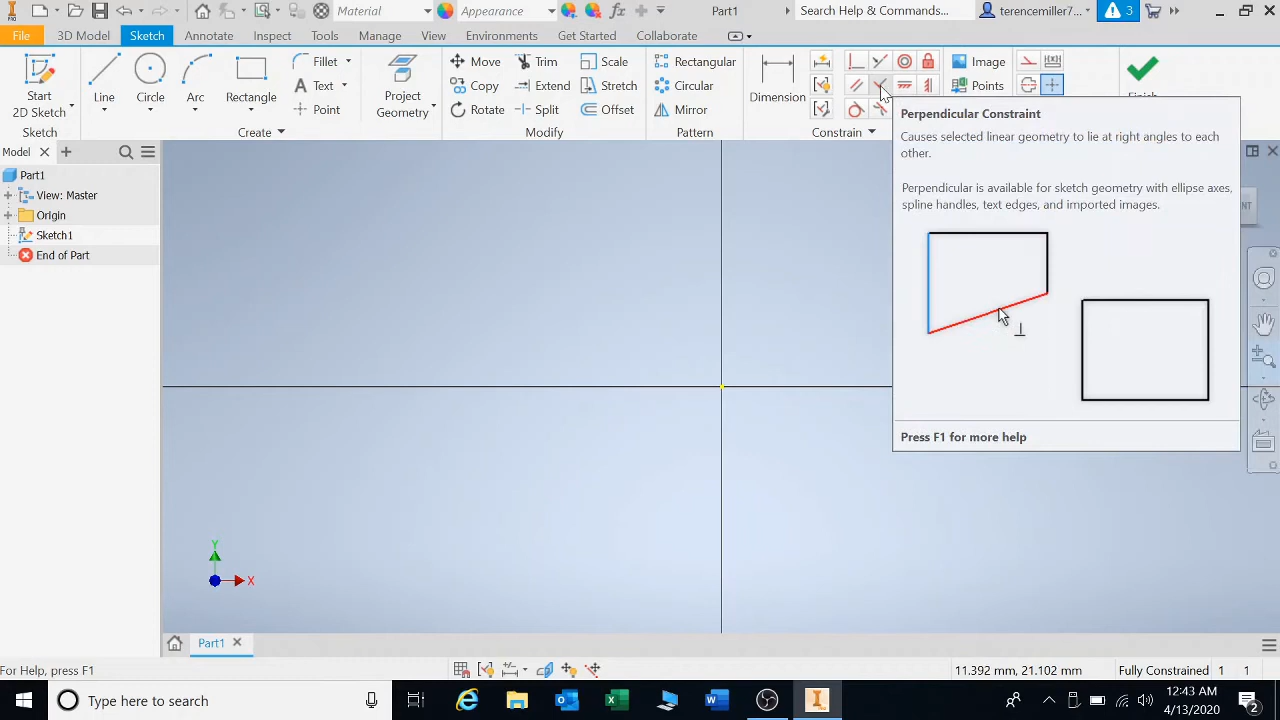 Material
Appearance
Part1
Search Help & Commands...
terencemiller7...
3
PRO
File
3D Model
Sketch
Annotate
Inspect
Tools
Manage
View
Environments
Get Started
Collaborate
Start
2D Sketch
Line
Circle
Arc
Rectangle
Fillet
Text
Point
Project
Geometry
Move
Copy
Rotate
Trim
Extend
Split
Scale
Stretch
Offset
Rectangular
Circular
Mirror
Dimension
Image
Points
Sketch
Create
Modify
Pattern
Constraint
Model
Part1
View: Master
Origin
Sketch1
End of Part
Perpendicular Constraint
Causes selected linear geometry to lie at right angles to each
other.
Perpendicular is available for sketch geometry with ellipse axes,
spline handles, text edges, and imported images.
Press F1 for more help
Y
X
Part1
For Help, press F1
11.392 mm, 21.102 mm
Fully Constrained
1
1
Type here to search
12:43 AM
4/13/2020
2